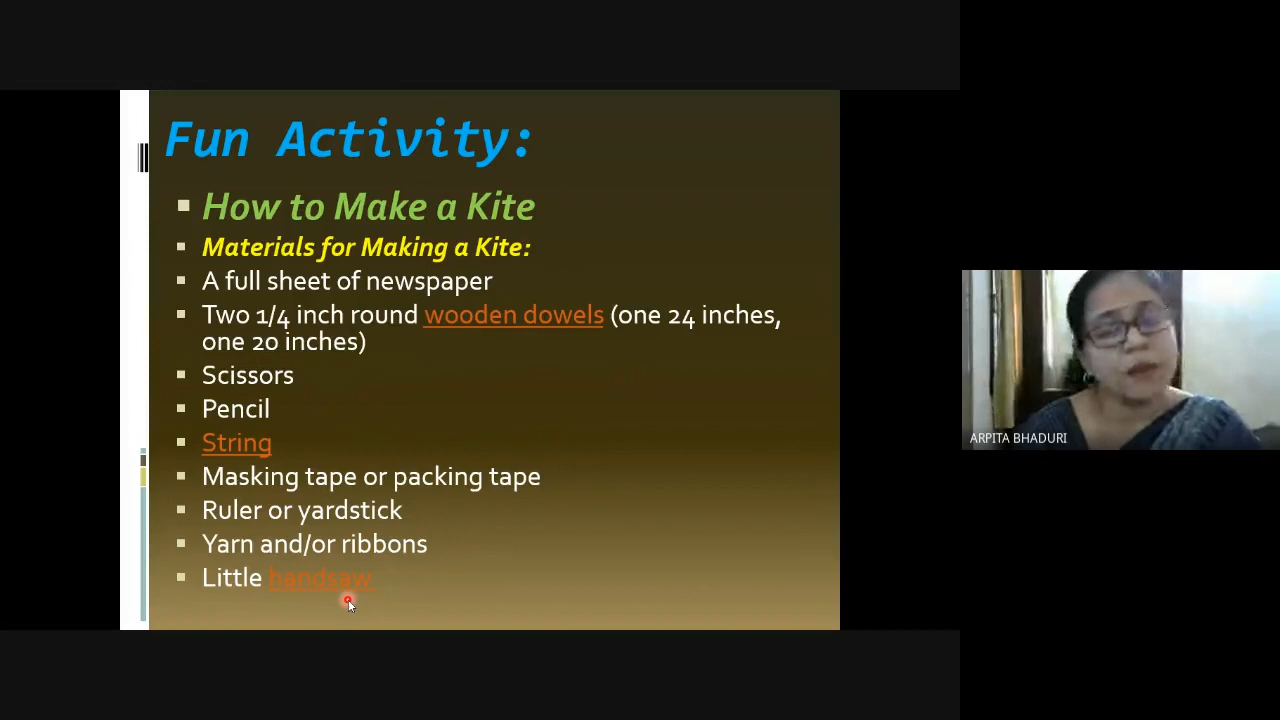 Fun Activity:
How to Make a Kite
Materials for Making a Kite:
A full sheet of newspaper
Two 1/4 inch round wooden dowels (one 24 inches,
one 20 inches)
Scissors
Pencil
String
Masking tape or packing tape
Ruler or yardstick
Yarn and/or ribbons
Little handsaw
ARPITA BHADURI